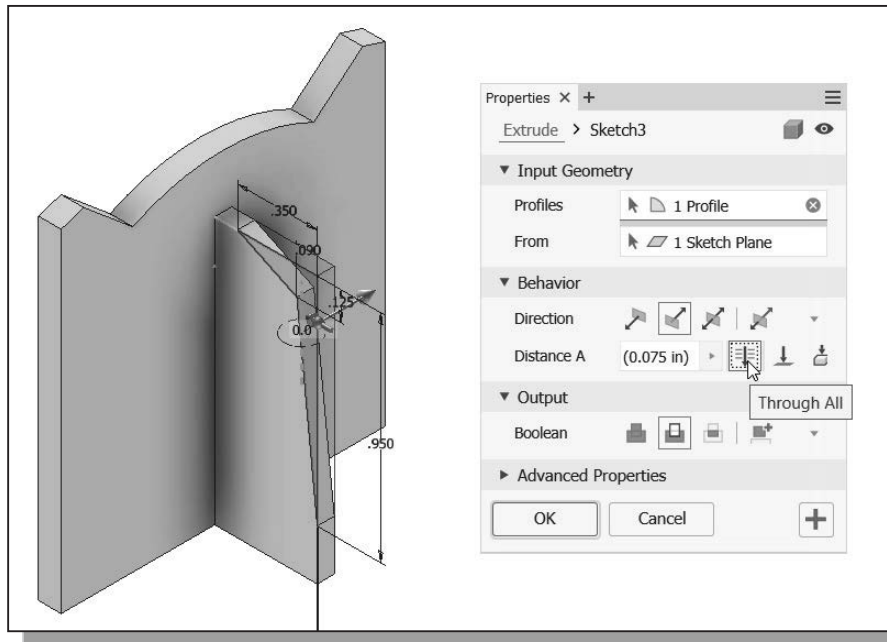 .350
.090
.125
0.0
.950
Properties × +
Extrude > Sketch3
▼ Input Geometry
Profiles 1 Profile
From 1 Sketch Plane
▼ Behavior
Direction
Distance A (0.075 in)
Through All
▼ Output
Boolean
► Advanced Properties
OK Cancel +